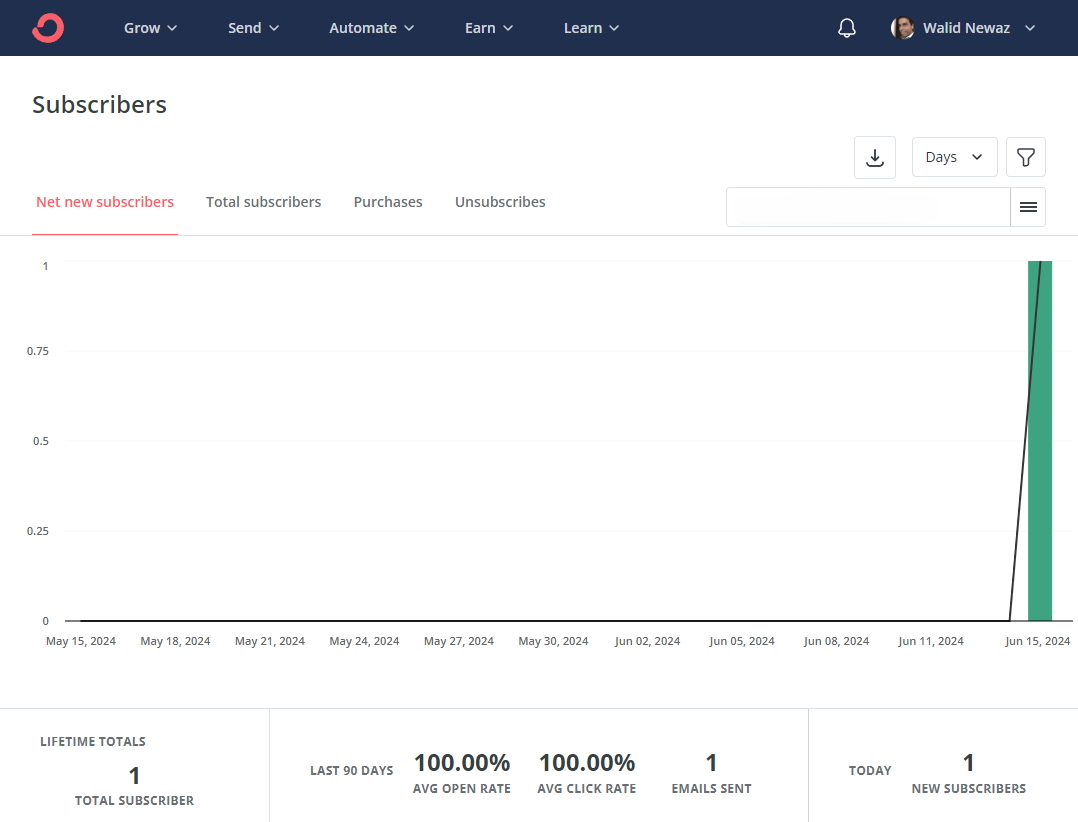 Grow Send Automate Earn Learn Walid Newaz
Subscribers
Days
Net new subscribers Total subscribers Purchases Unsubscribes
1
0.75
0.5
0.25
0
May 15, 2024 May 18, 2024 May 21, 2024 May 24, 2024 May 27, 2024 May 30, 2024 Jun 02, 2024 Jun 05, 2024 Jun 08, 2024 Jun 11, 2024 Jun 15, 2024
LIFETIME TOTALS
1
TOTAL SUBSCRIBER
LAST 90 DAYS
100.00%
AVG OPEN RATE
100.00%
AVG CLICK RATE
1
EMAILS SENT
TODAY
1
NEW SUBSCRIBERS